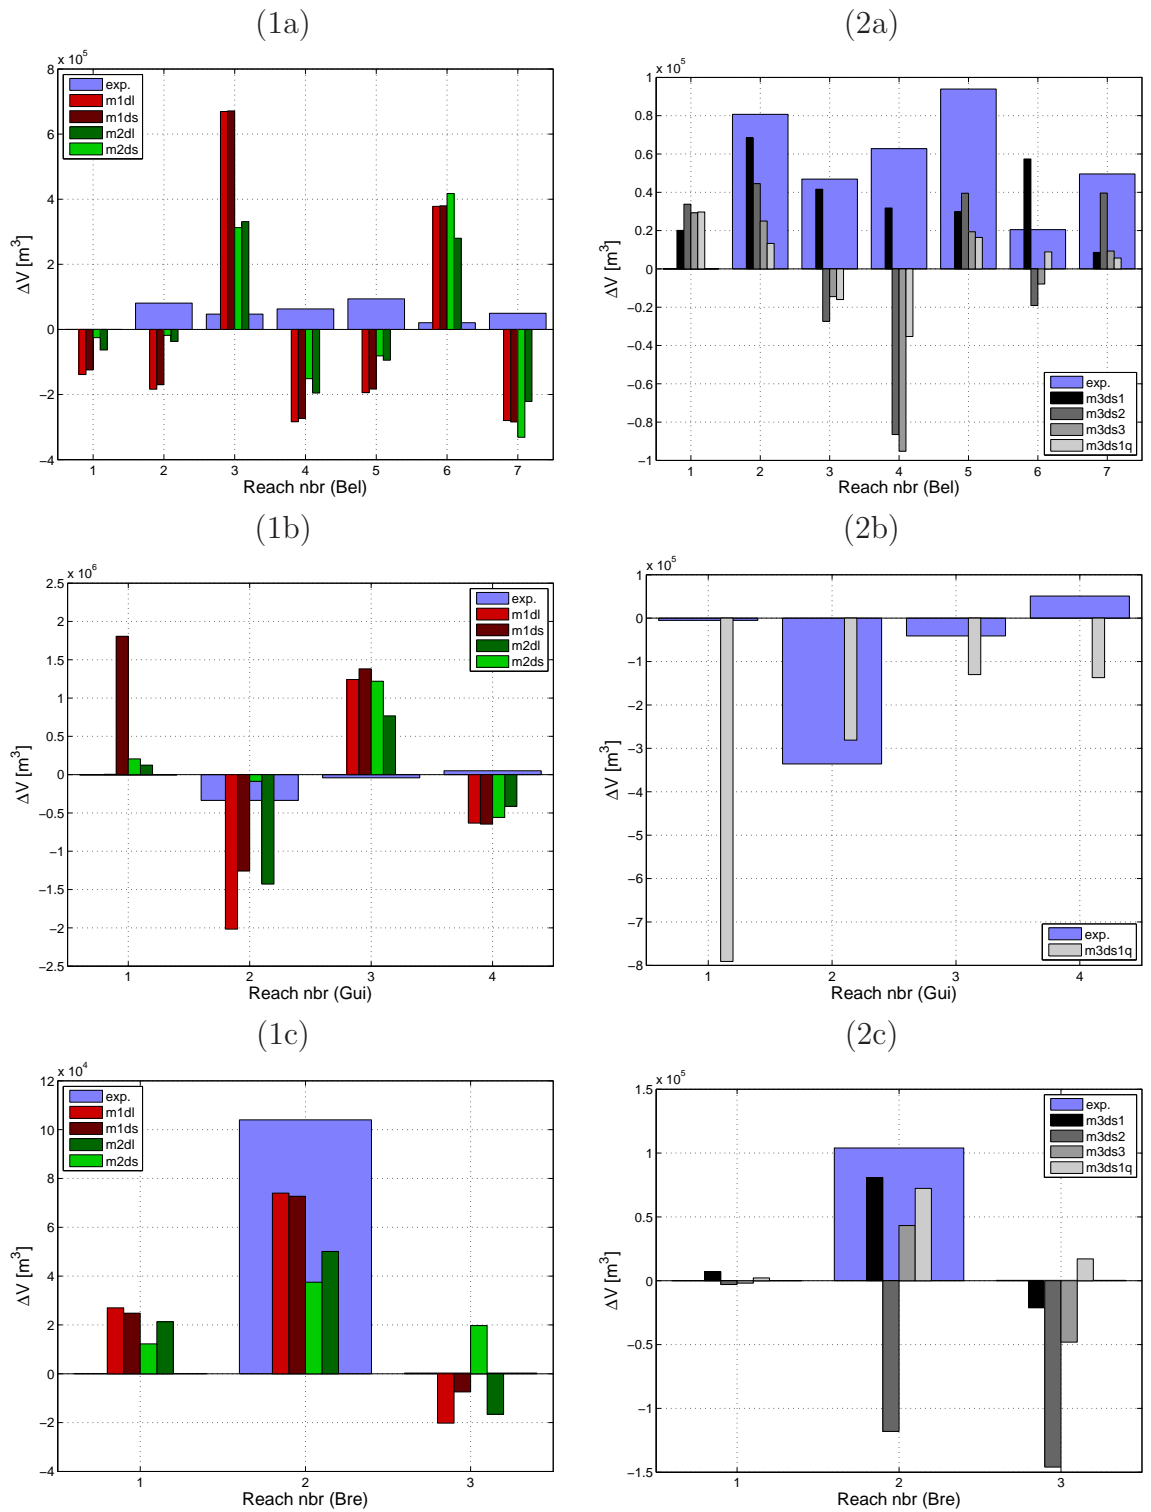 (1a)
x 10^5
8
6
4
2
0
−2
−4
ΔV [m^3]
exp.
m1dl
m1ds
m2dl
m2ds
1 2 3 4 5 6 7
Reach nbr (Bel)
(2a)
x 10^5
1
0.8
0.6
0.4
0.2
0
−0.2
−0.4
−0.6
−0.8
−1
ΔV [m^3]
exp.
m3ds1
m3ds2
m3ds3
m3ds1q
1 2 3 4 5 6 7
Reach nbr (Bel)
(1b)
x 10^6
2.5
2
1.5
1
0.5
0
−0.5
−1
−1.5
−2
−2.5
ΔV [m^3]
exp.
m1dl
m1ds
m2dl
m2ds
1 2 3 4
Reach nbr (Gui)
(2b)
x 10^5
1
0
−1
−2
−3
−4
−5
−6
−7
−8
ΔV [m^3]
exp.
m3ds1q
1 2 3 4
Reach nbr (Gui)
(1c)
x 10^4
12
10
8
6
4
2
0
−2
−4
ΔV [m^3]
exp.
m1dl
m1ds
m2dl
m2ds
1 2 3
Reach nbr (Bre)
(2c)
x 10^5
1.5
1
0.5
0
−0.5
−1
−1.5
ΔV [m^3]
exp.
m3ds1
m3ds2
m3ds3
m3ds1q
1 2 3
Reach nbr (Bre)